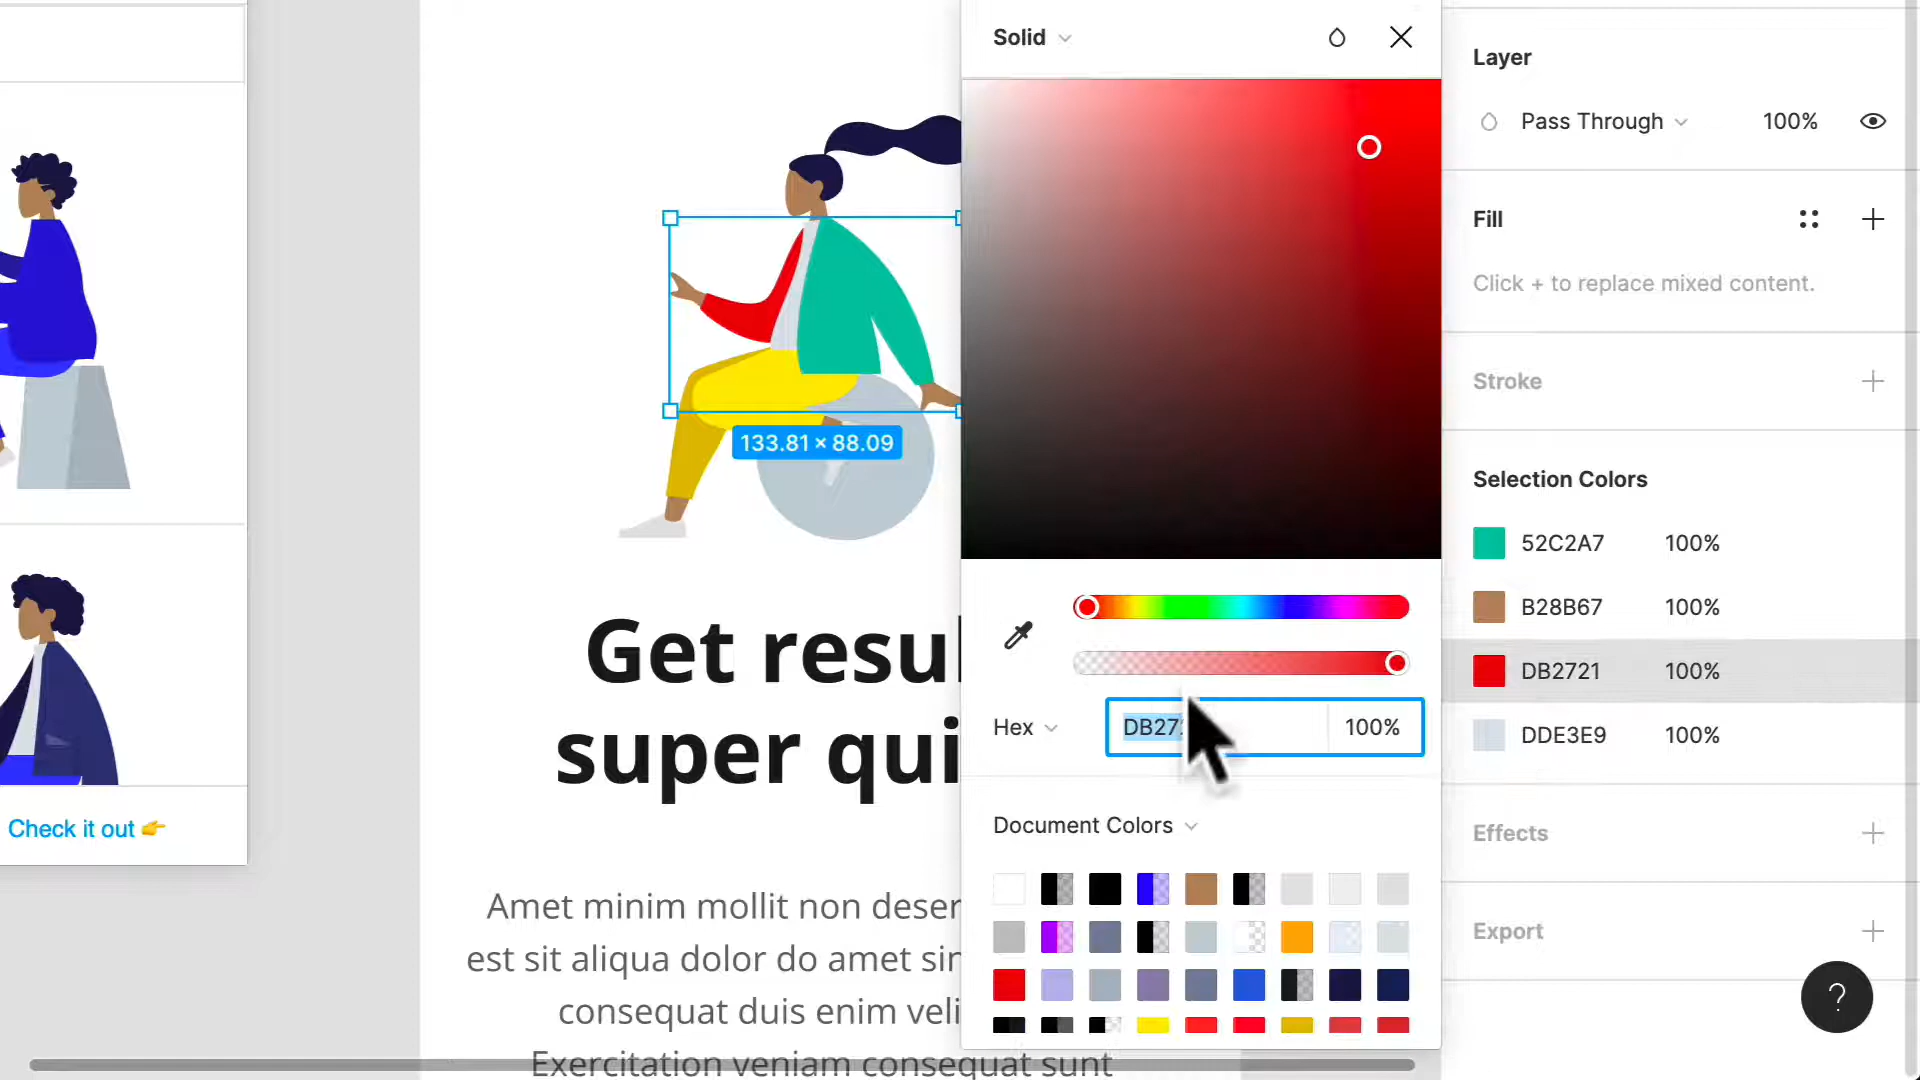 Check it out 👉
133.81 × 88.09
Get resul
super qui
Amet minim mollit non deser
est sit aliqua dolor do amet sin
consequat duis enim veli
Exercitation veniam consequat sunt
Solid
Hex DB272 100%
Document Colors
Layer
Pass Through 100%
Fill
Click + to replace mixed content.
Stroke
Selection Colors
52C2A7 100%
B28B67 100%
DB2721 100%
DDE3E9 100%
Effects
Export
?